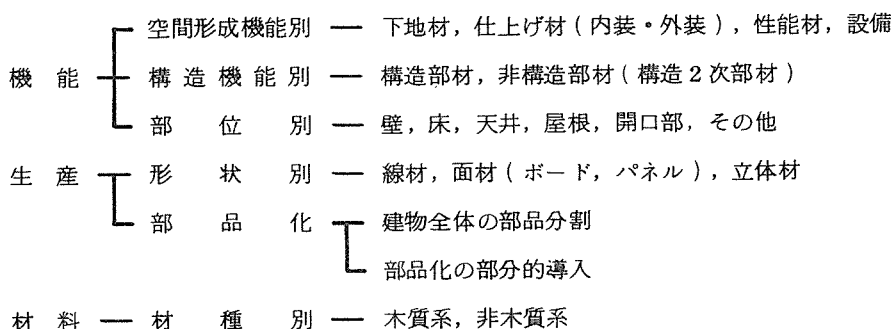 空間形成機能別 ― 下地材,仕上げ材(内装・外装),性能材,設備
機能 構造機能別 ― 構造部材,非構造部材(構造2次部材)
部位別 ― 壁,床,天井,屋根,開口部,その他
生産 形状別 ― 線材,面材(ボード,パネル),立体材
部品化 建物全体の部品分割
部品化の部分的導入
材料 ― 材種別 ― 木質系,非木質系